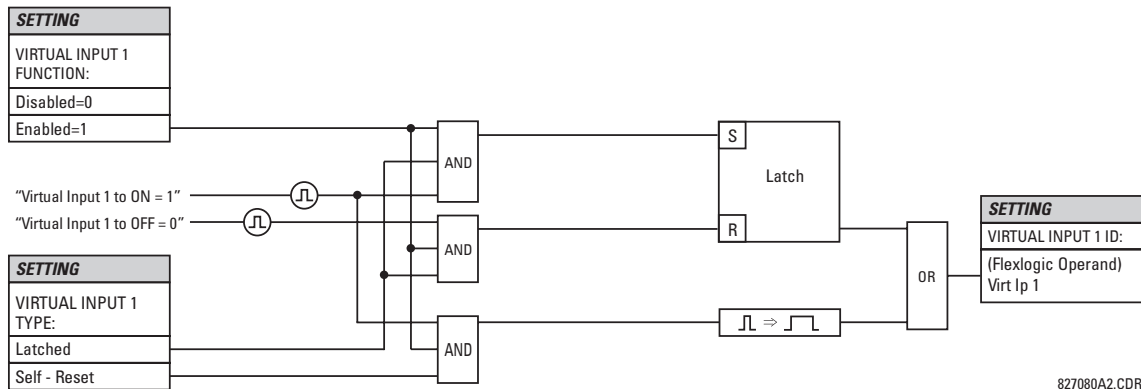 SETTING
VIRTUAL INPUT 1
FUNCTION:
Disabled=0
Enabled=1
“Virtual Input 1 to ON = 1”
“Virtual Input 1 to OFF = 0”
SETTING
VIRTUAL INPUT 1
TYPE:
Latched
Self - Reset
AND
AND
AND
S
Latch
R
OR
SETTING
VIRTUAL INPUT 1 ID:
(Flexlogic Operand)
Virt Ip 1
827080A2.CDR